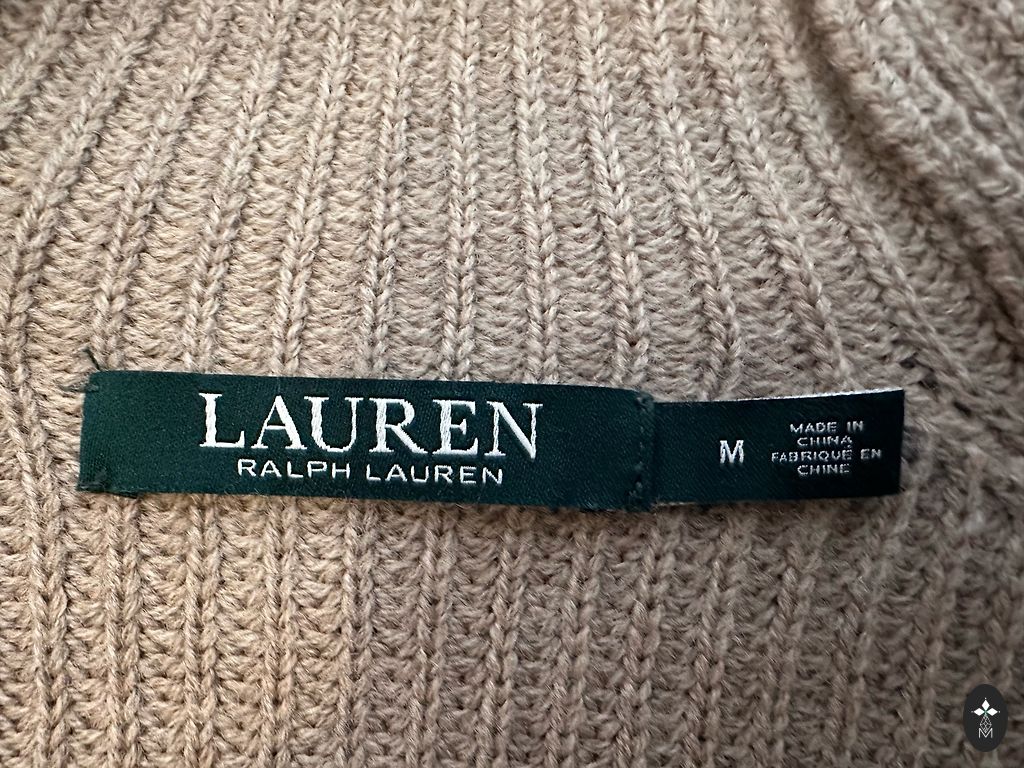 LAUREN
RALPH LAUREN
M
MADE IN
CHINA
FABRIQUÉ EN
CHINE
M